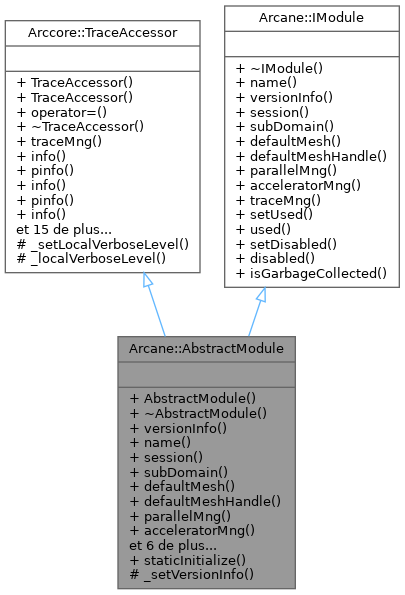 Arccore::TraceAccessor
+ TraceAccessor()
+ TraceAccessor()
+ operator=()
+ ~TraceAccessor()
+ traceMng()
+ info()
+ pinfo()
+ info()
+ pinfo()
+ info()
et 15 de plus...
# _setLocalVerboseLevel()
# _localVerboseLevel()
Arcane::IModule
+ ~IModule()
+ name()
+ versionInfo()
+ session()
+ subDomain()
+ defaultMesh()
+ defaultMeshHandle()
+ parallelMng()
+ acceleratorMng()
+ traceMng()
+ setUsed()
+ used()
+ setDisabled()
+ disabled()
+ isGarbageCollected()
Arcane::AbstractModule
+ AbstractModule()
+ ~AbstractModule()
+ versionInfo()
+ name()
+ session()
+ subDomain()
+ defaultMesh()
+ defaultMeshHandle()
+ parallelMng()
+ acceleratorMng()
et 6 de plus...
+ staticInitialize()
# _setVersionInfo()